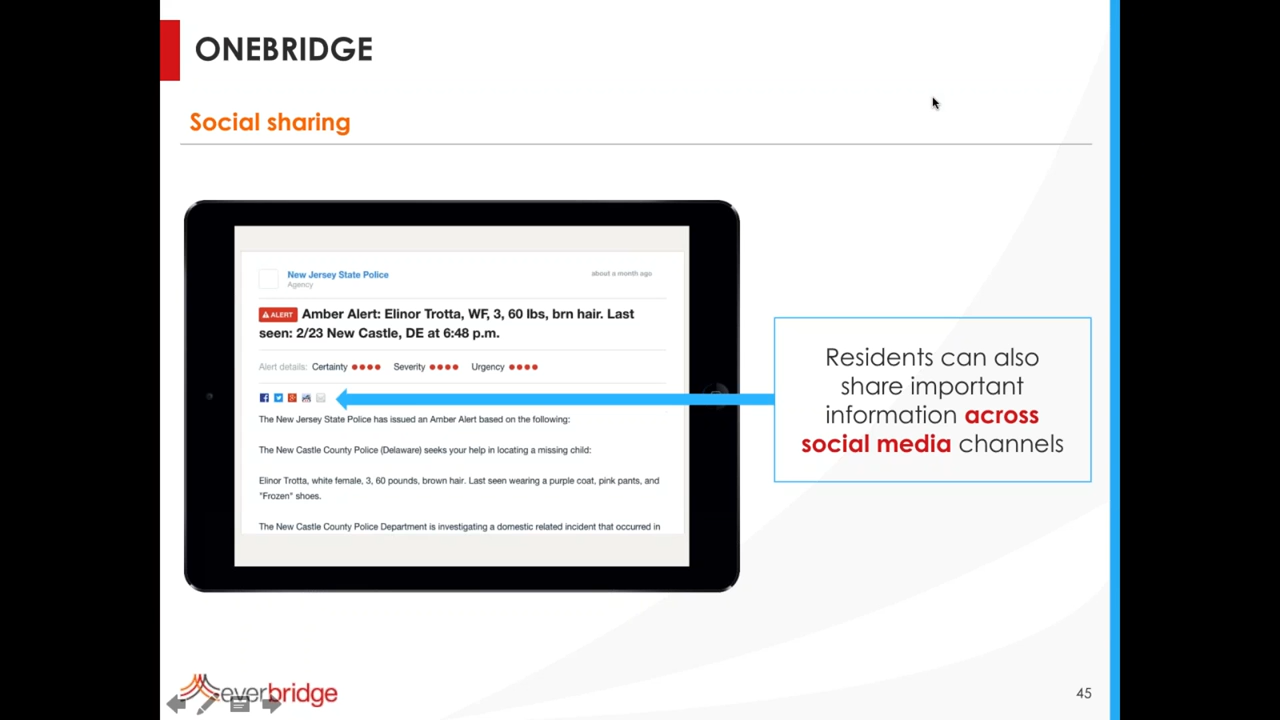 ONEBRIDGE
Social sharing
New Jersey State Police
Agency
about a month ago
ALERT Amber Alert: Elinor Trotta, WF, 3, 60 lbs, brn hair. Last
seen: 2/23 New Castle, DE at 6:48 p.m.
Alert details: Certainty Severity Urgency
The New Jersey State Police has issued an Amber Alert based on the following:
The New Castle County Police (Delaware) seeks your help in locating a missing child:
Elinor Trotta, white female, 3, 60 pounds, brown hair. Last seen wearing a purple coat, pink pants, and
"Frozen" shoes.
The New Castle County Police Department is investigating a domestic related incident that occurred in
Residents can also
share important
information across
social media channels
everbridge
45